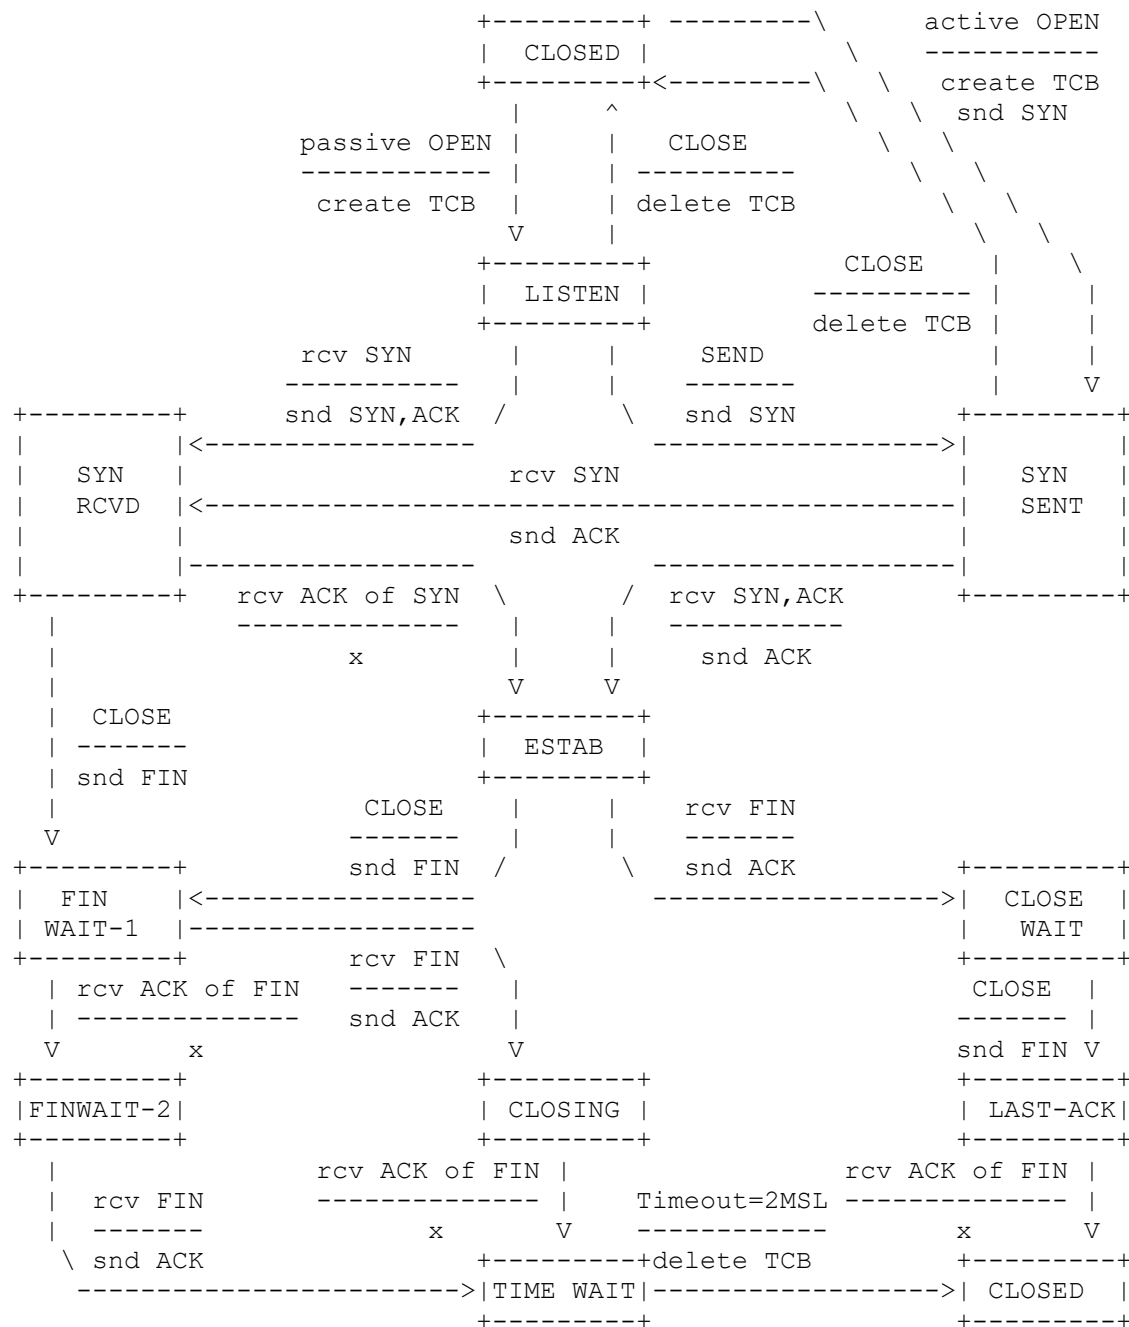 +---------+ ---------\      active OPEN
|  CLOSED |            \    -----------
+---------+<---------\   \   create TCB
|     ^              \   \  snd SYN
passive OPEN |     |   CLOSE        \   \
------------ |     | ----------       \   \
create TCB  |     | delete TCB         \   \
V     |                      \   \
+---------+            CLOSE    |    \
|  LISTEN |          ---------- |     |
+---------+          delete TCB |     |
rcv SYN      |     |     SEND              |     |
-----------   |     |    -------            |     V
+---------+      snd SYN,ACK  /       \   snd SYN          +---------+
|         |<-----------------           ------------------>|         |
|   SYN   |                    rcv SYN                     |   SYN   |
|   RCVD  |<-----------------------------------------------|   SENT  |
|         |                    snd ACK                     |         |
|         |------------------           -------------------|         |
+---------+   rcv ACK of SYN  \       /  rcv SYN,ACK       +---------+
|           --------------   |     |   -----------
|                  x         |     |     snd ACK
|                            V     V
|  CLOSE                   +---------+
| -------                  |  ESTAB  |
| snd FIN                  +---------+
|                   CLOSE    |     |    rcv FIN
V                  -------   |     |    -------
+---------+          snd FIN  /       \   snd ACK          +---------+
|  FIN    |<-----------------           ------------------>|  CLOSE  |
| WAIT-1  |------------------                              |   WAIT  |
+---------+          rcv FIN  \                            +---------+
| rcv ACK of FIN   -------   |                            CLOSE  |
| --------------   snd ACK   |                           ------- |
V        x                   V                           snd FIN V
+---------+                  +---------+                   +---------+
|FINWAIT-2|                  | CLOSING |                   | LAST-ACK|
+---------+                  +---------+                   +---------+
|                rcv ACK of FIN |                 rcv ACK of FIN |
|  rcv FIN       -------------- |    Timeout=2MSL -------------- |
|  -------              x       V    ------------        x       V
\ snd ACK                 +---------+delete TCB         +---------+
------------------------>|TIME WAIT|------------------>| CLOSED  |
+---------+                   +---------+